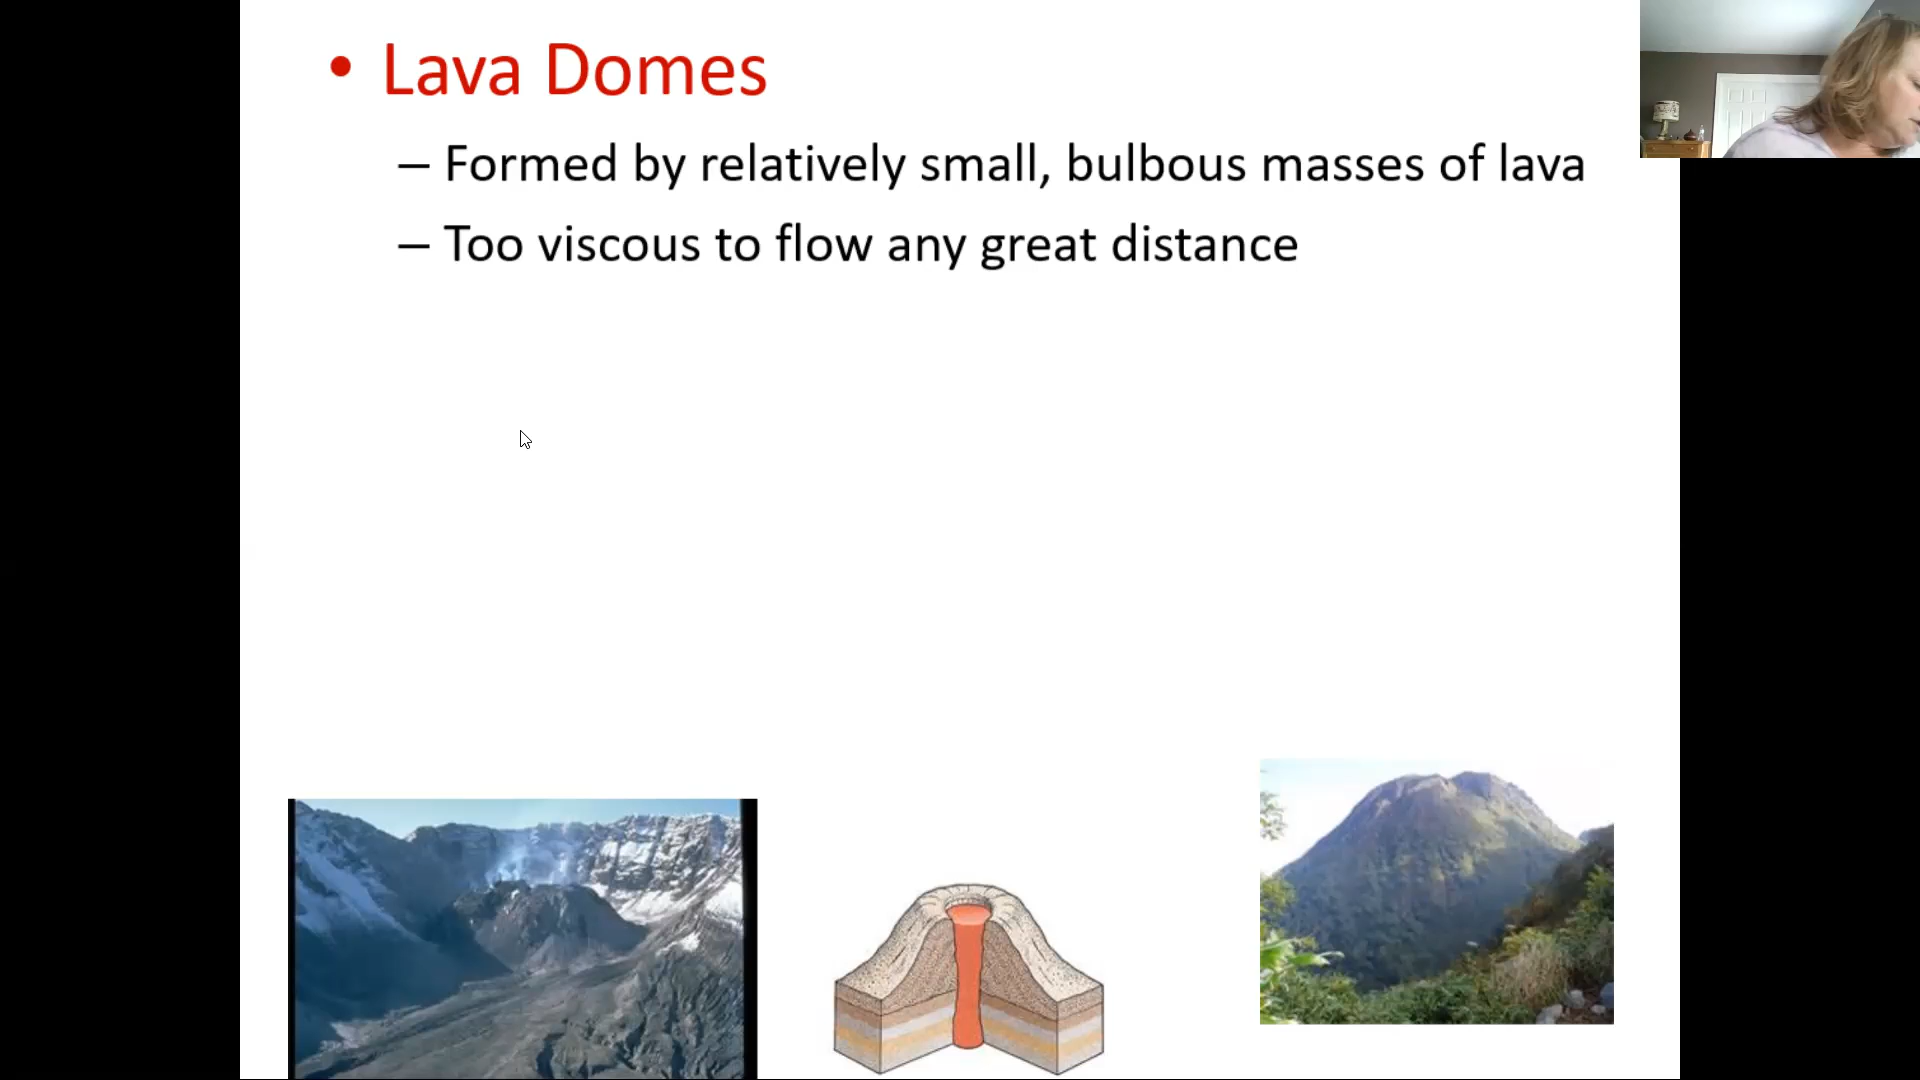 • Lava Domes
– Formed by relatively small, bulbous masses of lava
– Too viscous to flow any great distance